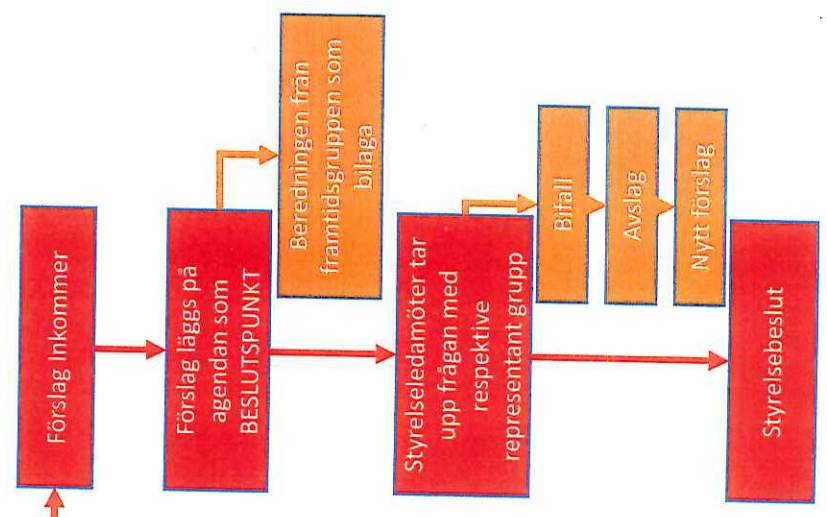 Förslag Inkommer
Förslag läggs på
agendan som
BESLUTSPUNKT
Beredningen från
framtidsgruppen som
bilaga
Styrelseledamöter tar
upp frågan med
respektive
representant grupp
Bifall
Avslag
Nytt förslag
Styrelsebeslut